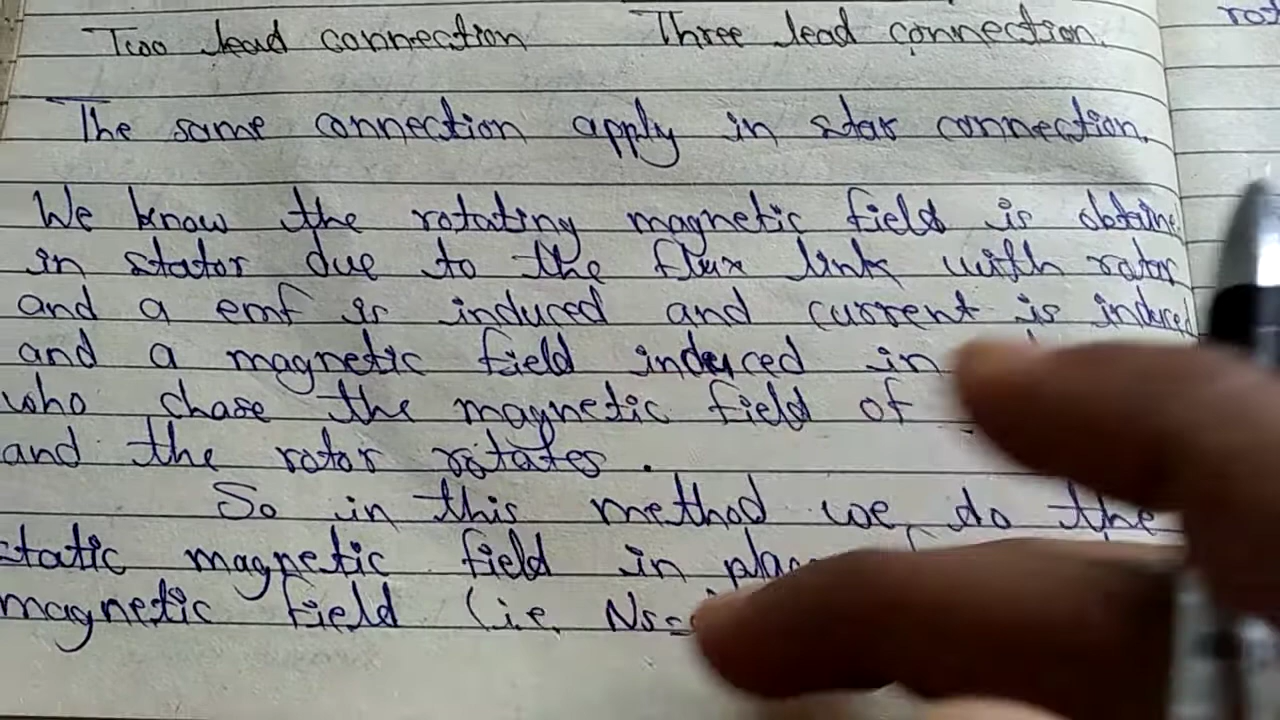 Two lead connection Three lead connection.
The same connection apply in star connection.
We know the rotating magnetic field is obtaine
in stator due to the flux link with rotor
and a emf is induced and current is induced
and a magnetic field induced in
who chase the magnetic field of
and the rotor rotates.
So in this method we do the
static magnetic field in
magnetic field (i.e. Ns=